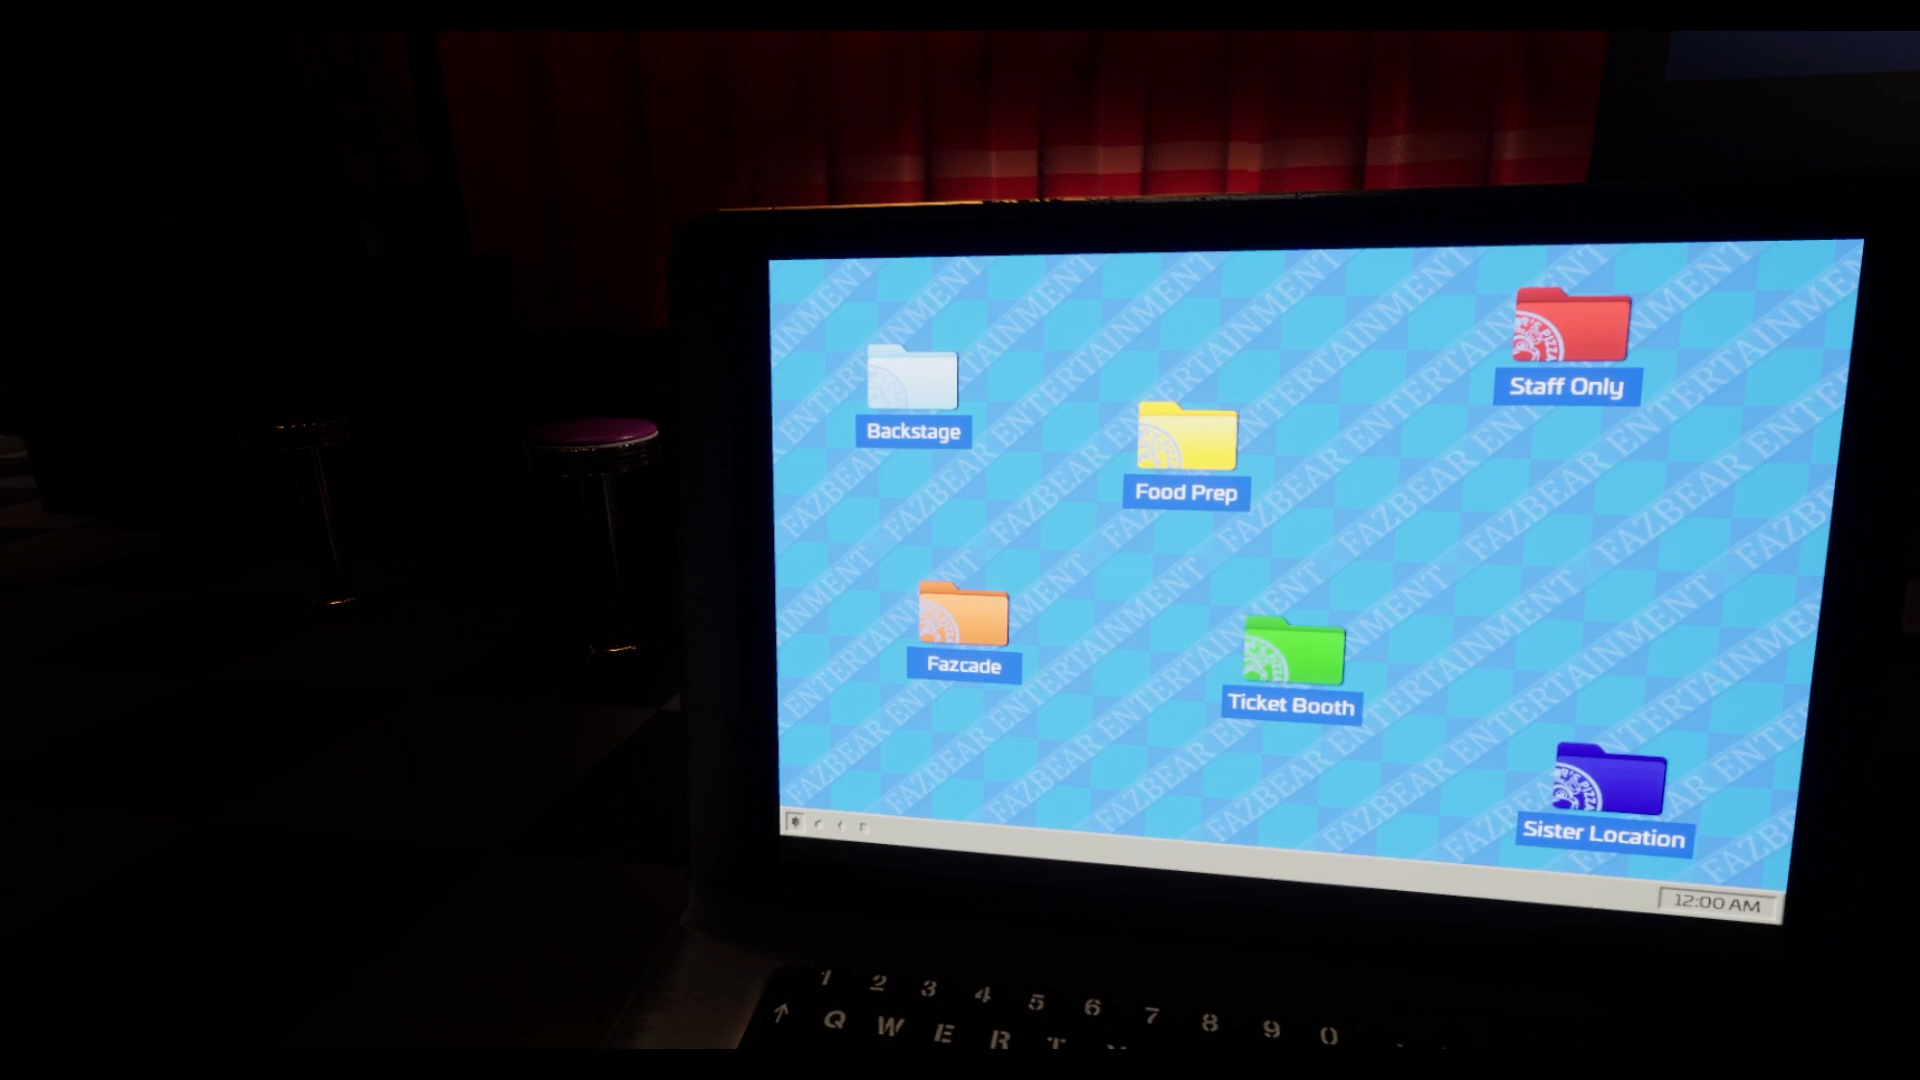 Staff Only
Backstage
Food Prep
Fazcade
Ticket Booth
Sister Location
FAZBEAR ENTERTAINMENT
12:00 AM
1 2 3 4 5 6 7 8 9 0
↑ Q W E R T